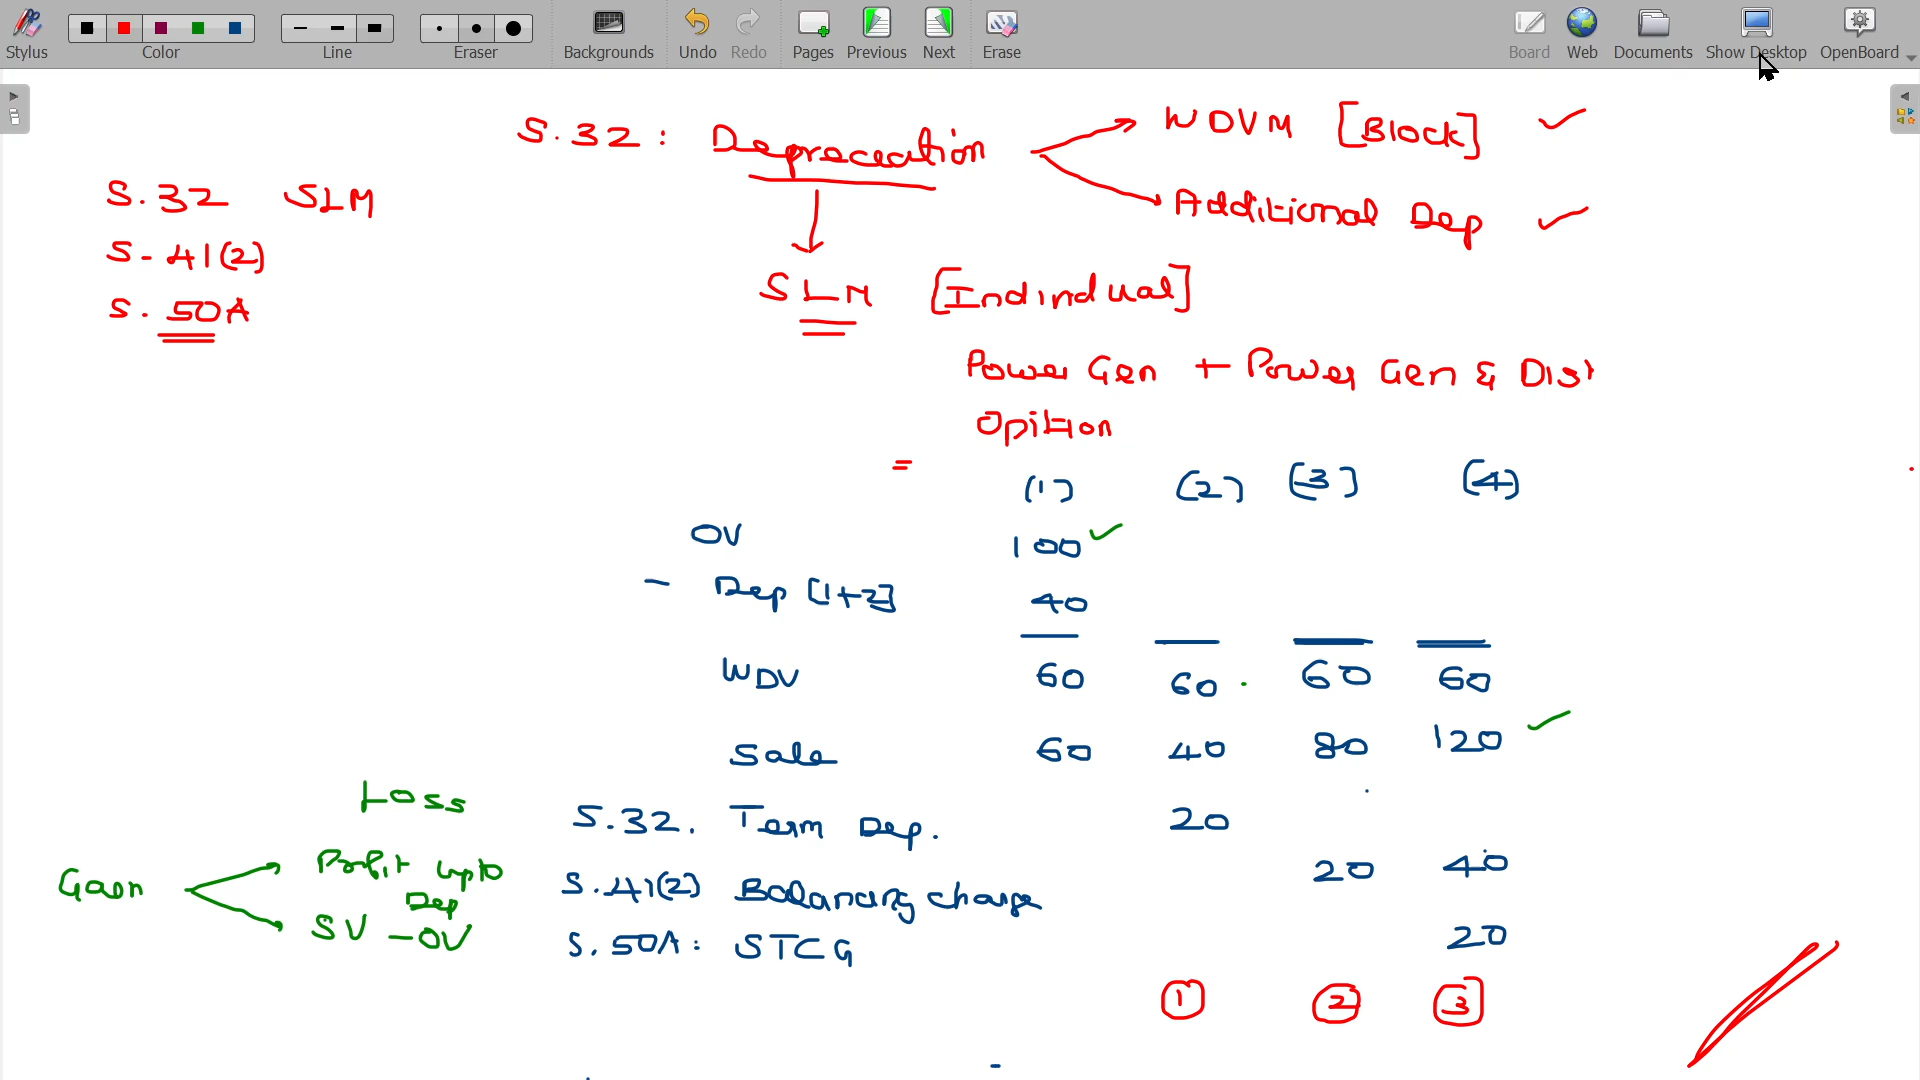 Stylus Color Line Eraser Backgrounds Undo Redo Pages Previous Next Erase Board Web Documents Show Desktop OpenBoard
S.32 : Depreceation
WDVM [Block] ✓
Additional Dep ✓
S.32 SLM
S-41(2)
S. 50A
SLM [Individual]
Power Gen + Power Gen & Dist
Opition
=
(1) (2) (3) (4)
OV 100 ✓
- Dep [1+2] 40
WDV 60 60 60 60
Sale 60 40 80 120 ✓
S.32. Term Dep. 20
S.41(2) Balancing charge 20 40
S. 50A: STCG 20
① ② ③
Loss
Gain
Profit upto
Dep
SV - OV